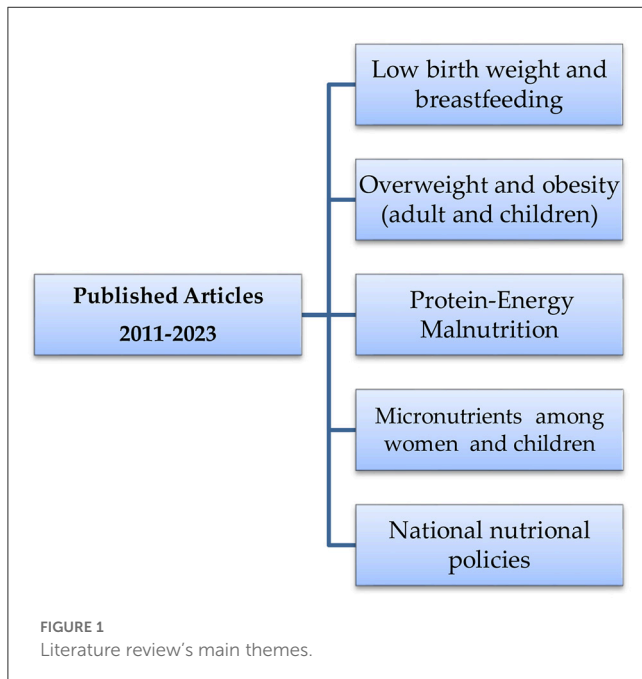 Low birth weight and
breastfeeding
Overweight and obesity
(adult and children)
Published Articles
2011-2023
Protein-Energy
Malnutrition
Micronutrients among
women and children
National nutrional
policies
FIGURE 1
Literature review's main themes.